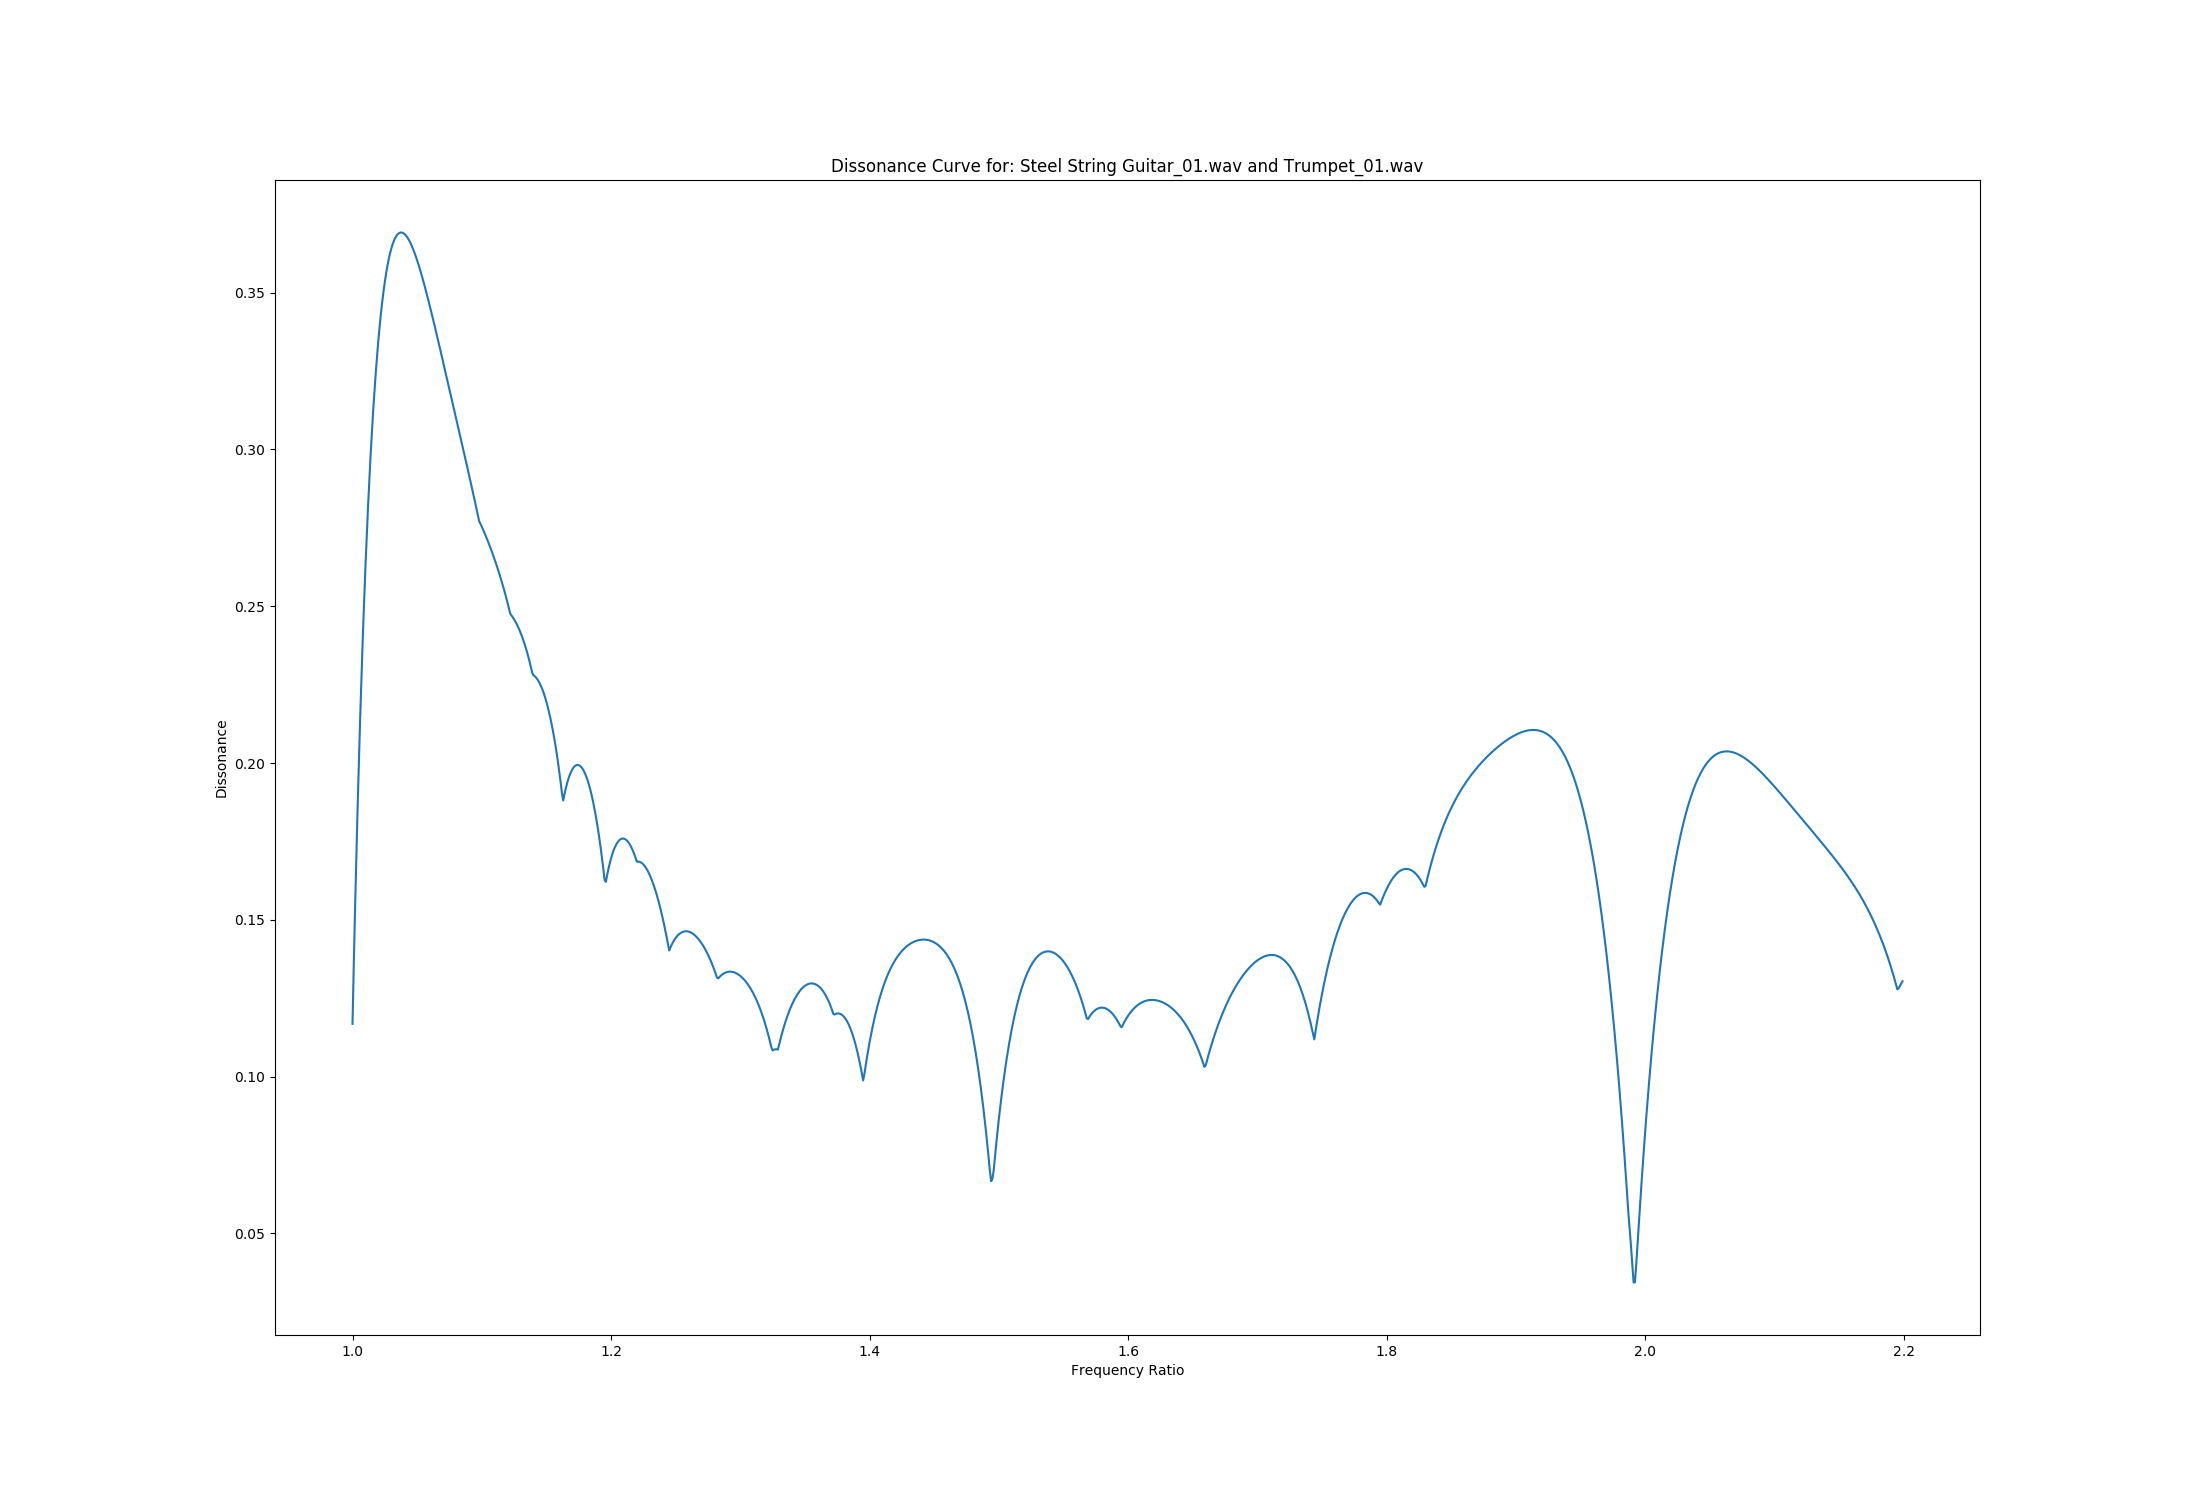 Dissonance Curve for: Steel String Guitar_01.wav and Trumpet_01.wav
0.35
0.30
0.25
0.20
0.15
0.10
0.05
Dissonance
1.0 1.2 1.4 1.6 1.8 2.0 2.2
Frequency Ratio